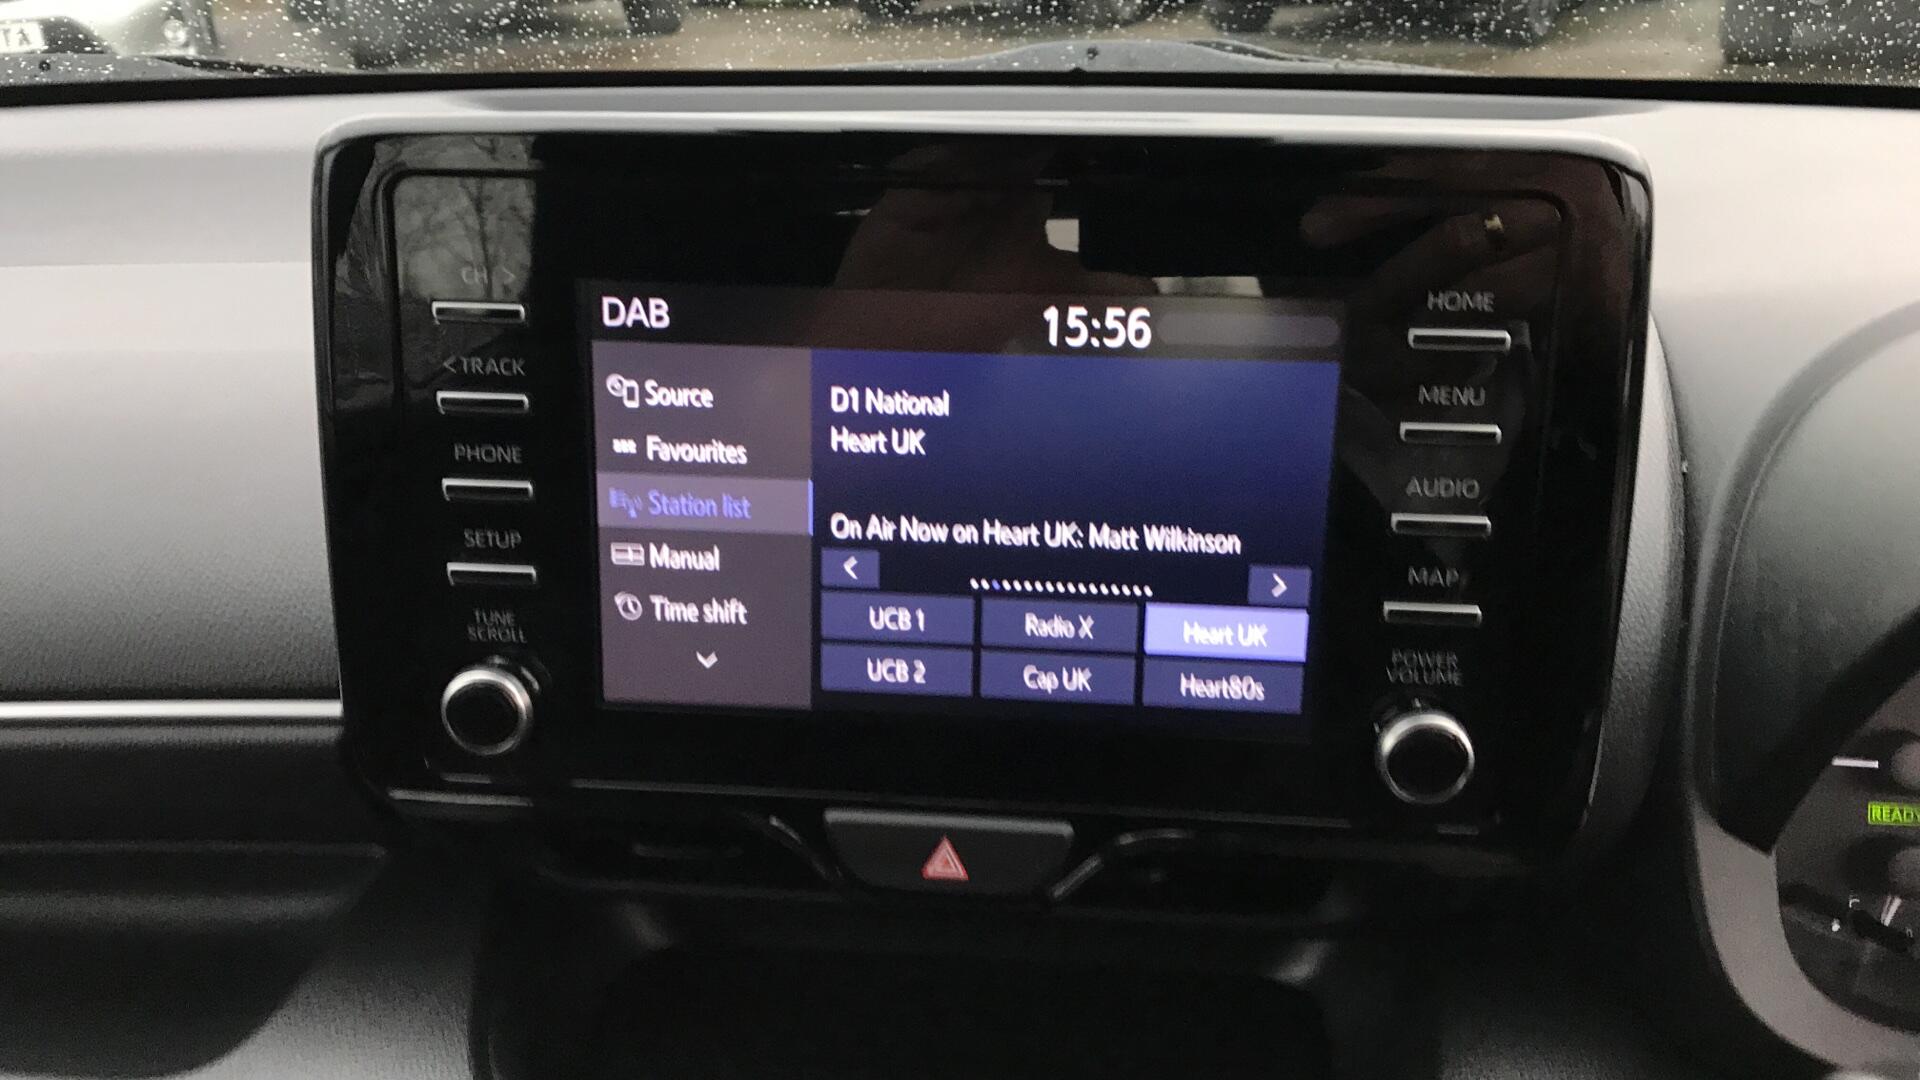 CH >
< TRACK
PHONE
SETUP
TUNE
SCROLL
DAB
15:56
Source
Favourites
Station list
Manual
Time shift
D1 National
Heart UK
On Air Now on Heart UK: Matt Wilkinson
<
>
UCB 1
Radio X
Heart UK
UCB 2
Cap UK
Heart80s
HOME
MENU
AUDIO
MAP
POWER
VOLUME
READY